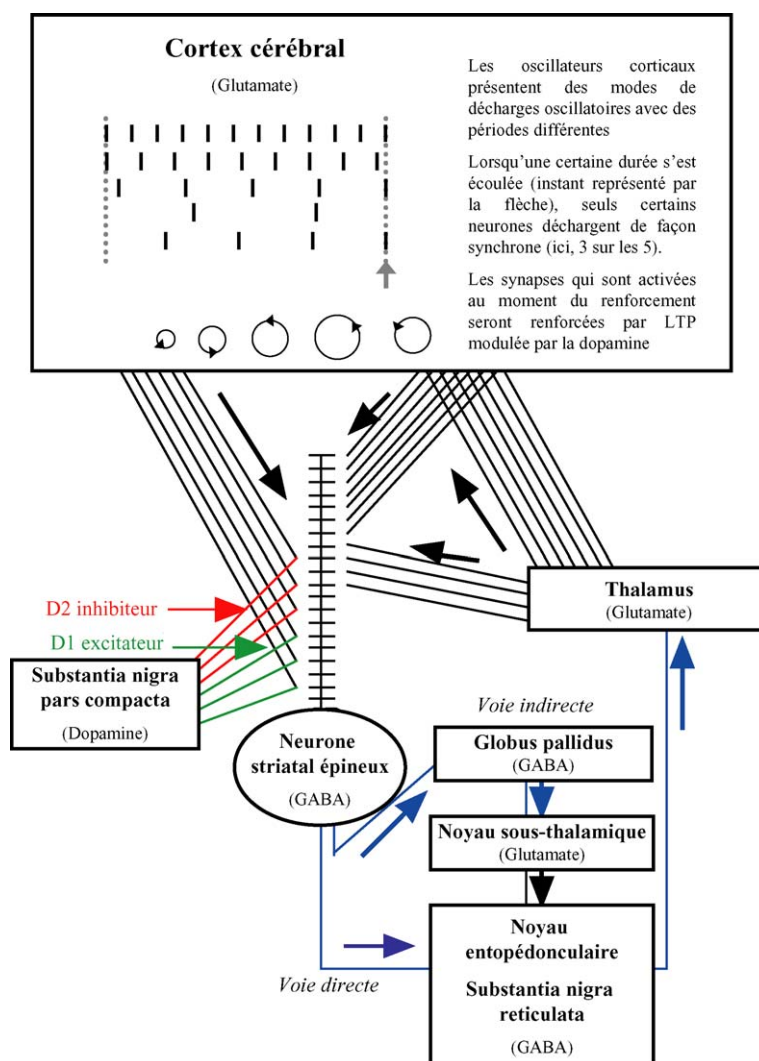 Cortex cérébral
(Glutamate)
Les oscillateurs corticaux
présentent des modes de
décharges oscillatoires avec des
périodes différentes
Lorsqu'une certaine durée s'est
écoulée (instant représenté par
la flèche), seuls certains
neurones déchargent de façon
synchrone (ici, 3 sur les 5).
Les synapses qui sont activées
au moment du renforcement
seront renforcées par LTP
modulée par la dopamine
Thalamus
(Glutamate)
D2 inhibiteur
D1 excitateur
Substantia nigra
pars compacta
(Dopamine)
Neurone
striatal épineux
(GABA)
Voie indirecte
Globus pallidus
(GABA)
Noyau sous-thalamique
(Glutamate)
Voie directe
Noyau
entopédonculaire
Substantia nigra
reticulata
(GABA)